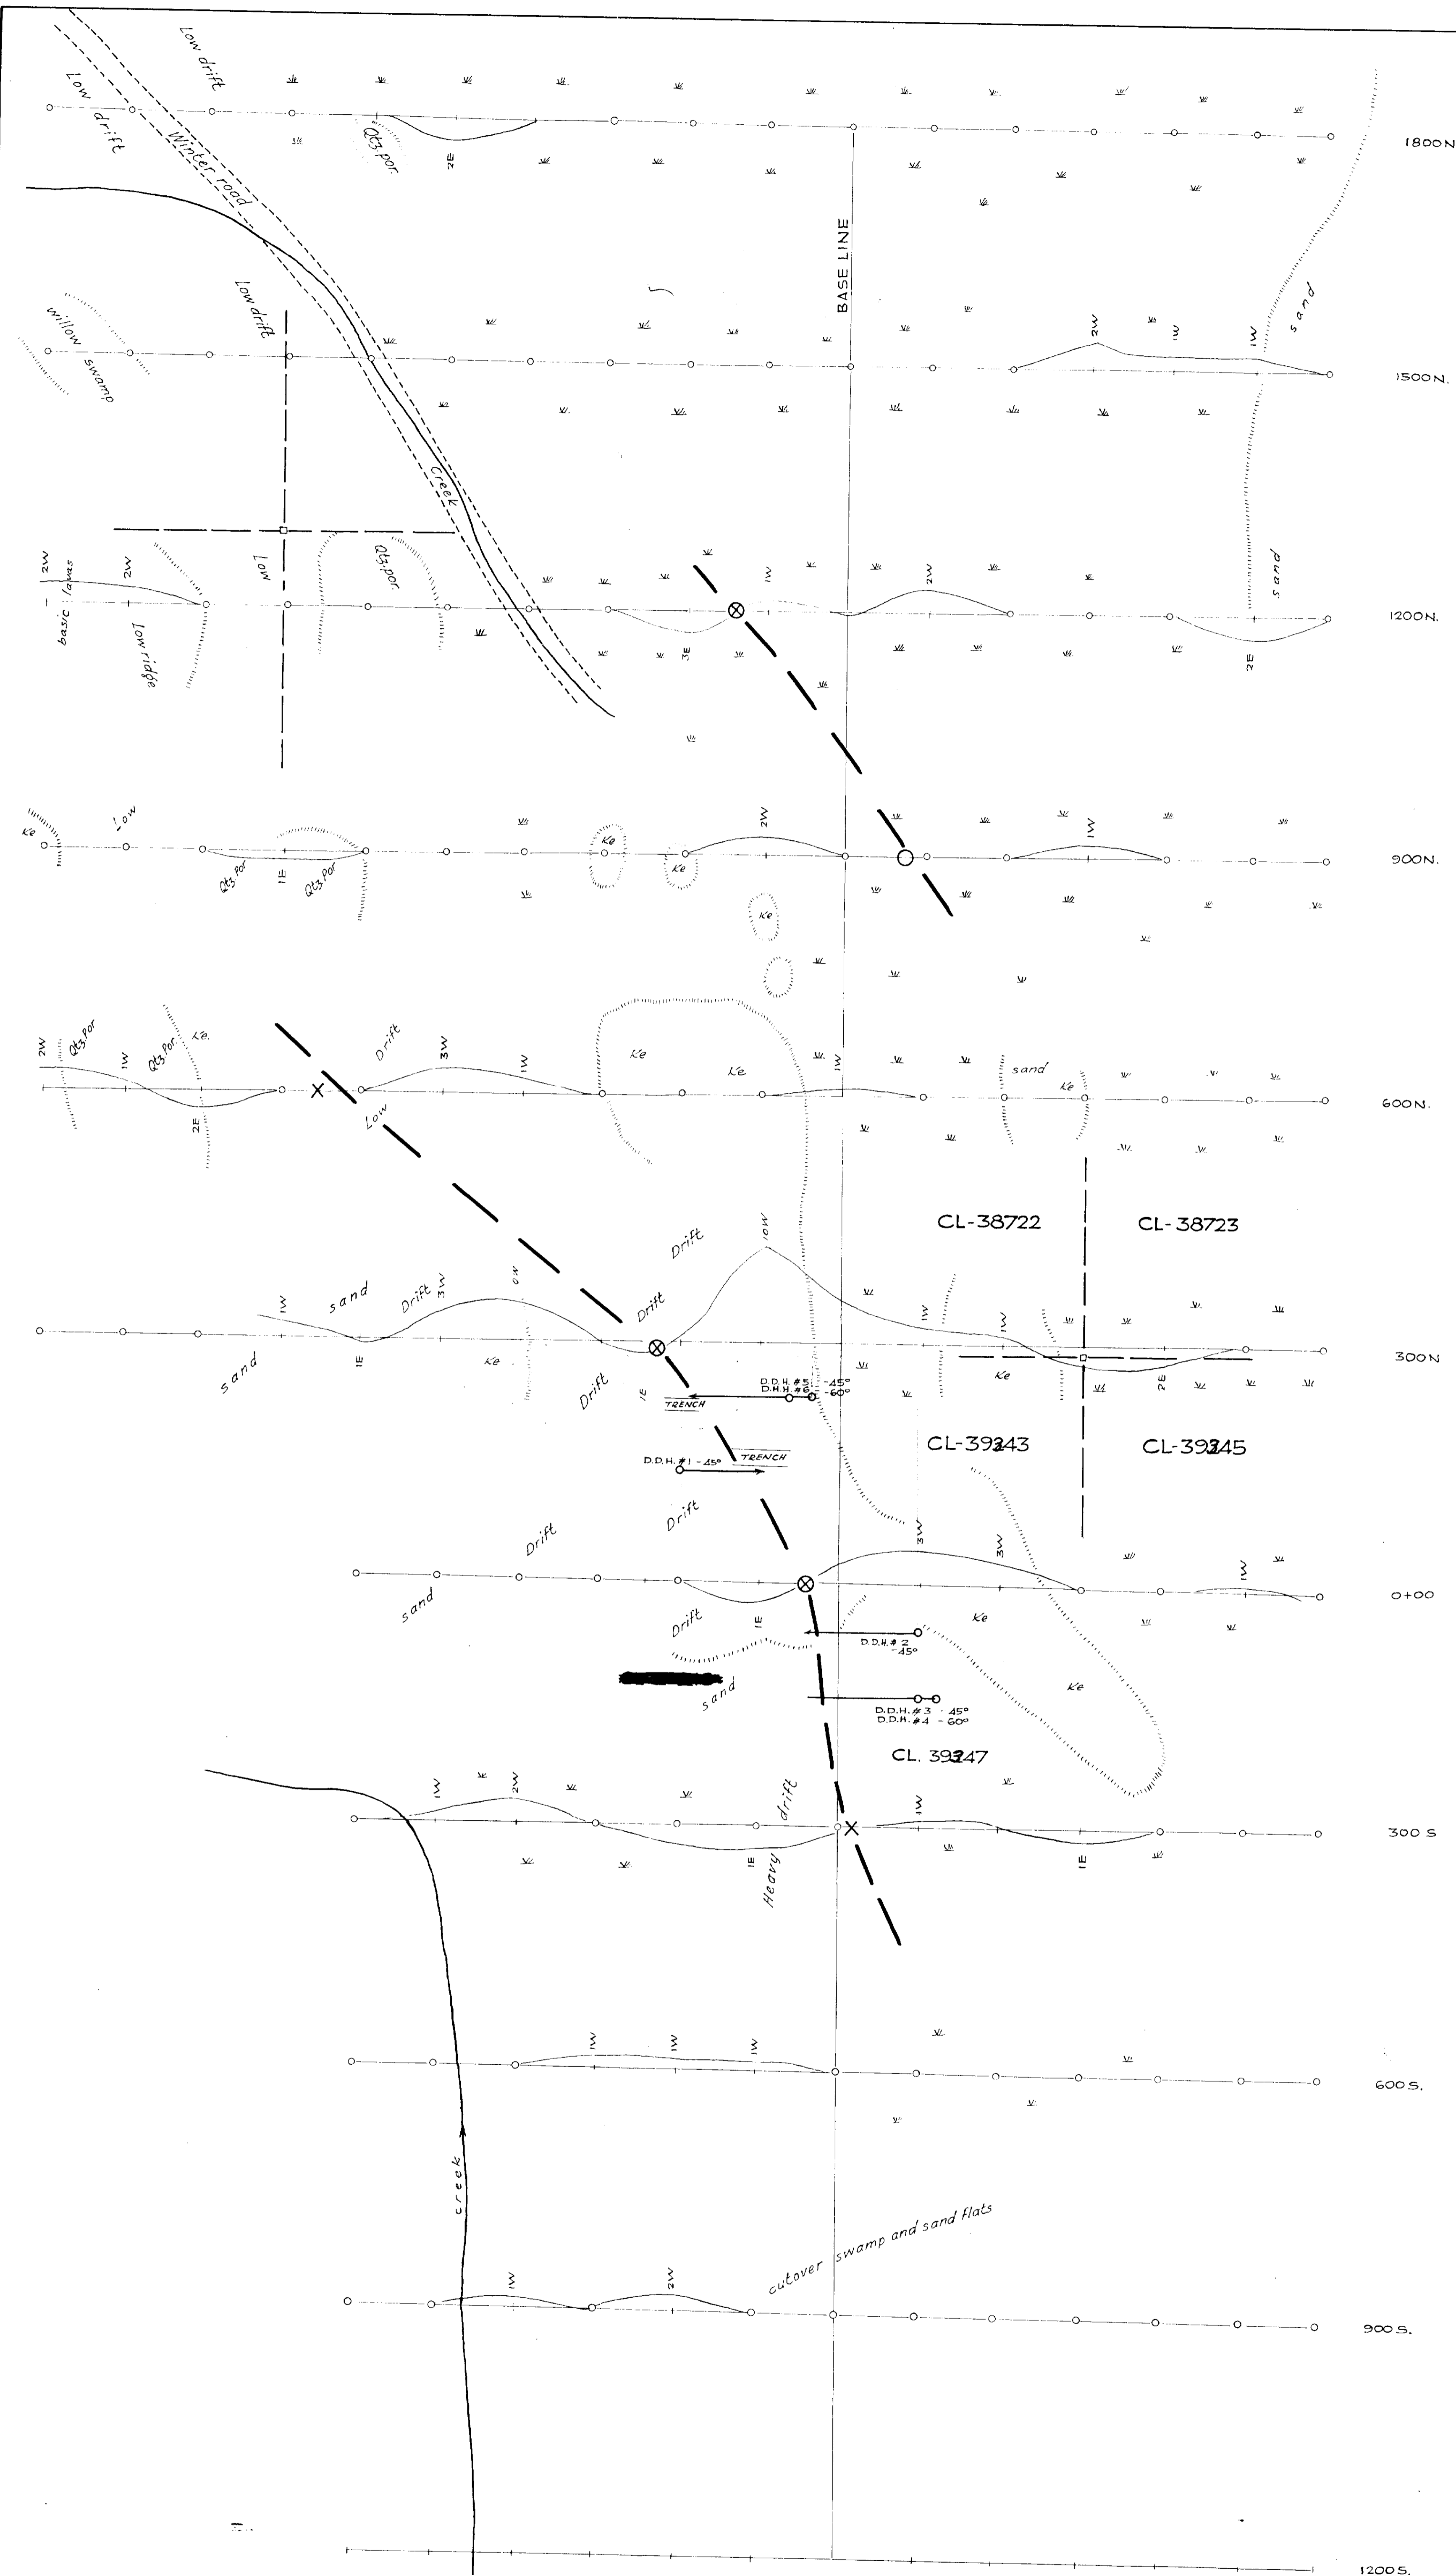 Low drift
Low drift
Winter road
Qtz. por.
2E
1800N
BASE LINE
Low drift
willow swamp
2W
1W
1W
sand
1500N.
Creek
2W
basic lavas
2W
Low ridge
Low
Qtz. por.
3E
1W
2W
2E
sand
1200N.
Ke
Low
Qtz. Por
1E
Qtz. Por
Ke
Ke
2W
1W
900N.
Ke
2W
Qtz. Por
1W
Qtz. Por.
Ke.
2E
Drift
Low
3W
1W
Ke
Ke
1W
sand
Ke
600N.
CL-38722
CL-38723
Drift
10W
1W
sand
Drift
3W
Drift
1W
1W
300N
sand
1E
Ke
Drift
1E
Ke
2E
D.D.H. #5 -45°
D.H.H. #6 -60°
TRENCH
D.D.H. #1 -45°
TRENCH
Drift
Drift
3W
3W
1W
0+00
sand
Drift
1E
Ke
D.D.H. # 2
-45°
Ke
sand
D.D.H. #3 -45°
D.D.H. #4 -60°
1W
2W
Heavy drift
1E
1W
1E
300 S
1W
1W
1W
600 S.
creek
cutover swamp and sand flats
1W
2W
900 S.
1200 S.